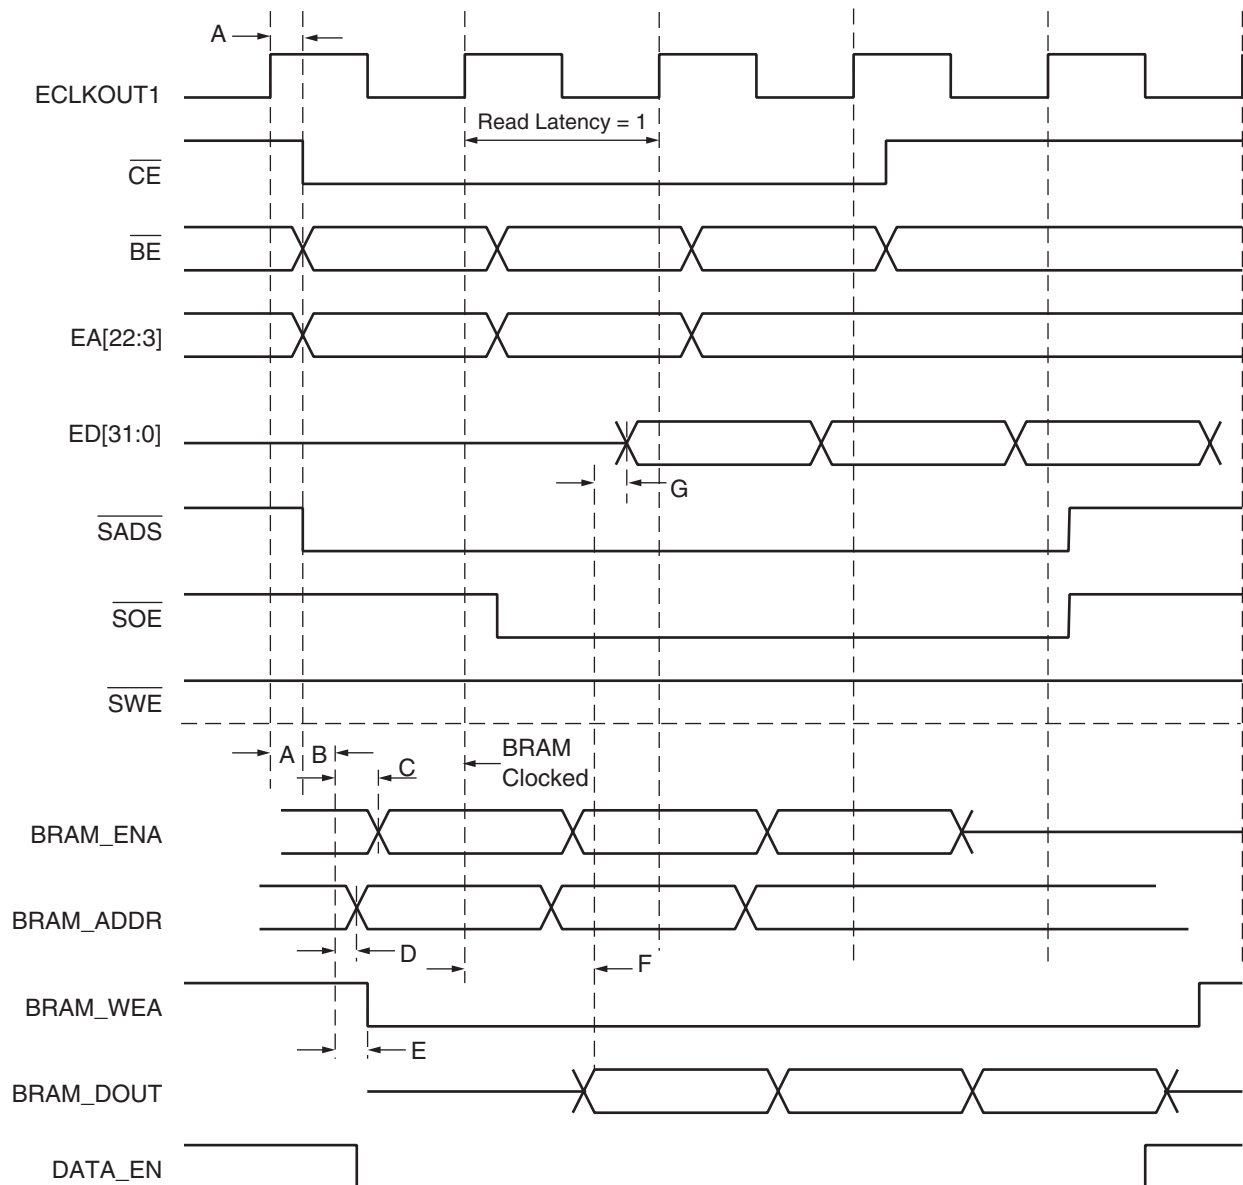 A
ECLKOUT1
Read Latency = 1
CE
BE
EA[22:3]
ED[31:0]
G
SADS
SOE
SWE
A B
C
BRAM
Clocked
BRAM_ENA
BRAM_ADDR
D
F
BRAM_WEA
E
BRAM_DOUT
DATA_EN